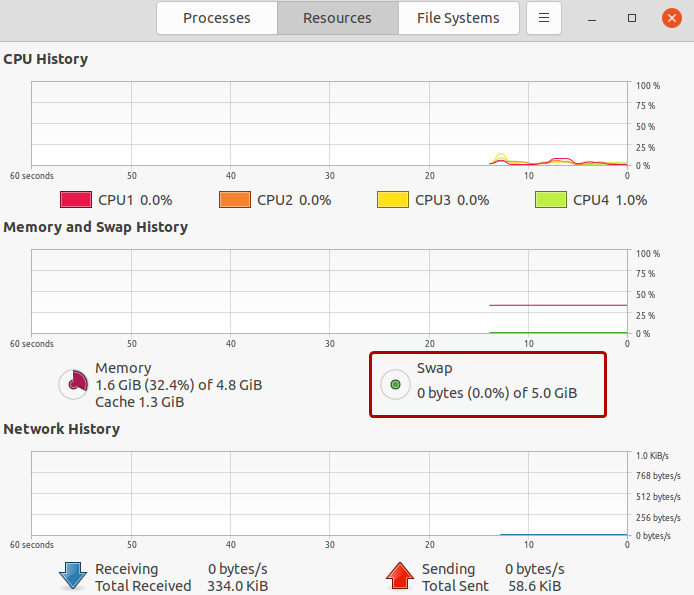 Processes Resources File Systems
CPU History
100 %
75 %
50 %
25 %
0 %
60 seconds 50 40 30 20 10 0
CPU1 0.0% CPU2 0.0% CPU3 0.0% CPU4 1.0%
Memory and Swap History
100 %
75 %
50 %
25 %
0 %
60 seconds 50 40 30 20 10 0
Memory
1.6 GiB (32.4%) of 4.8 GiB
Cache 1.3 GiB
Swap
0 bytes (0.0%) of 5.0 GiB
Network History
1.0 KiB/s
768 bytes/s
512 bytes/s
256 bytes/s
0 bytes/s
60 seconds 50 40 30 20 10 0
Receiving 0 bytes/s
Total Received 334.0 KiB
Sending 0 bytes/s
Total Sent 58.6 KiB